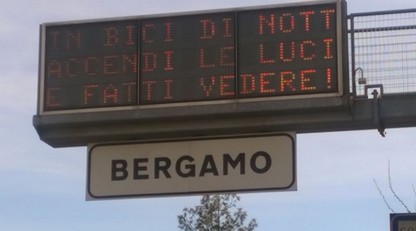 IN BICI DI NOTT
ACCENDI LE LUCI
E FATTI VEDERE!
BERGAMO